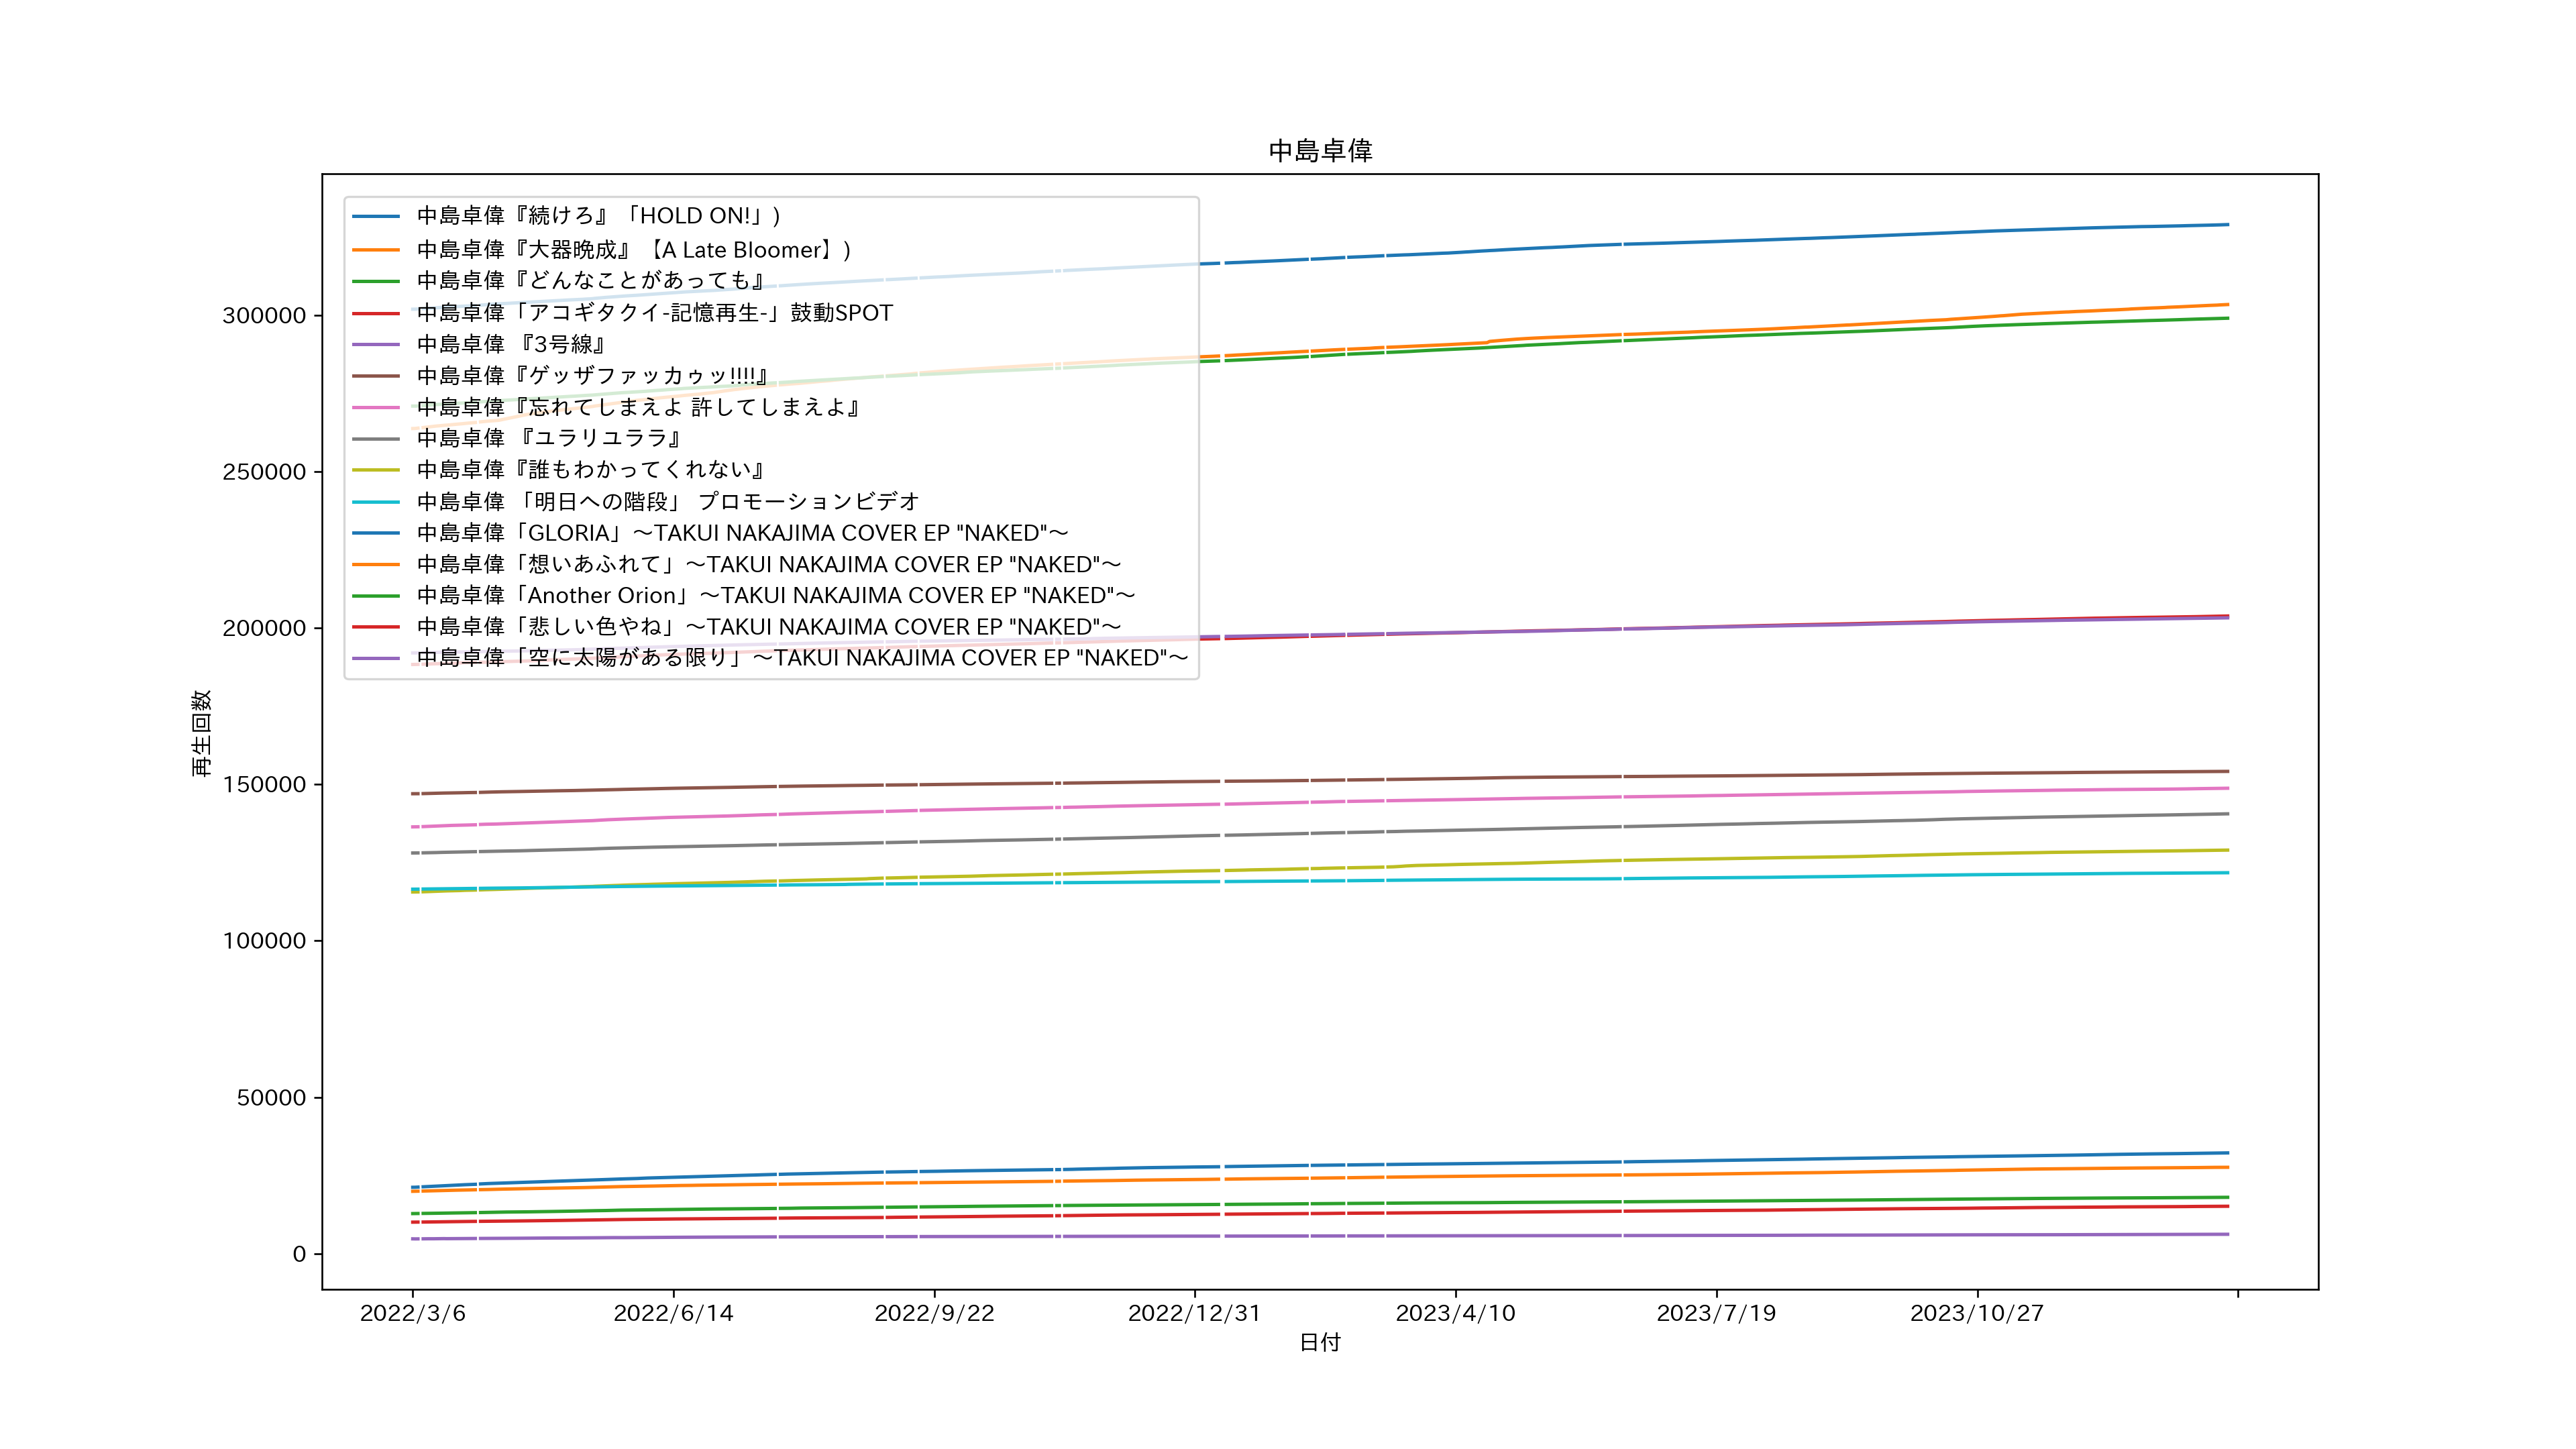 中島卓偉
中島卓偉『続けろ』「HOLD ON!」)
中島卓偉『大器晩成』【A Late Bloomer】)
中島卓偉『どんなことがあっても』
中島卓偉「アコギタクイ-記憶再生-」鼓動SPOT
中島卓偉 『3号線』
中島卓偉『ゲッザファッカゥッ!!!!』
中島卓偉『忘れてしまえよ 許してしまえよ』
中島卓偉 『ユラリユララ』
中島卓偉『誰もわかってくれない』
中島卓偉 「明日への階段」 プロモーションビデオ
中島卓偉「GLORIA」～TAKUI NAKAJIMA COVER EP "NAKED"～
中島卓偉「想いあふれて」～TAKUI NAKAJIMA COVER EP "NAKED"～
中島卓偉「Another Orion」～TAKUI NAKAJIMA COVER EP "NAKED"～
中島卓偉「悲しい色やね」～TAKUI NAKAJIMA COVER EP "NAKED"～
中島卓偉「空に太陽がある限り」～TAKUI NAKAJIMA COVER EP "NAKED"～
300000
250000
200000
150000
100000
50000
0
再生回数
2022/3/6 2022/6/14 2022/9/22 2022/12/31 2023/4/10 2023/7/19 2023/10/27
日付